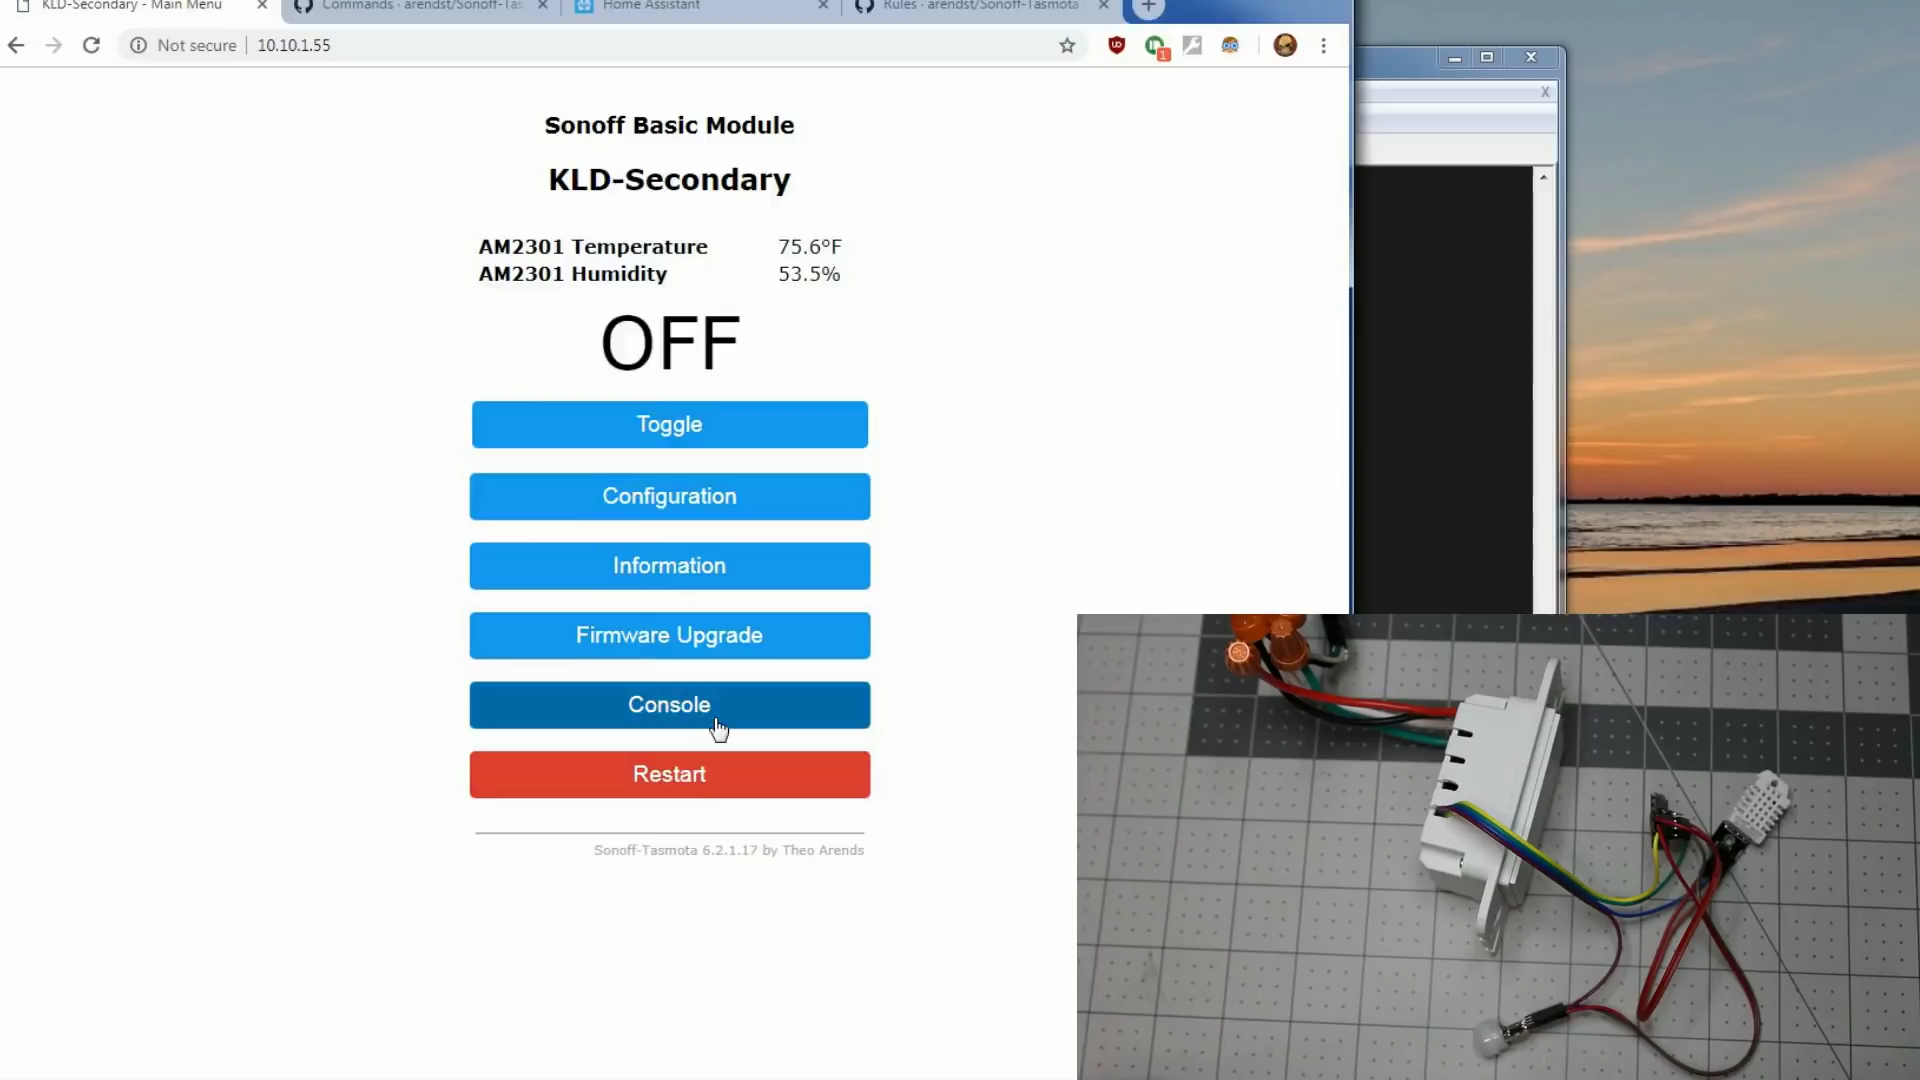 KLD-Secondary - Main Menu
Commands · arendst/Sonoff-Tas
Home Assistant
Rules · arendst/Sonoff-Tasmota
Not secure
10.10.1.55
1
Sonoff Basic Module
KLD-Secondary
AM2301 Temperature 75.6°F
AM2301 Humidity 53.5%
OFF
Toggle
Configuration
Information
Firmware Upgrade
Console
Restart
Sonoff-Tasmota 6.2.1.17 by Theo Arends